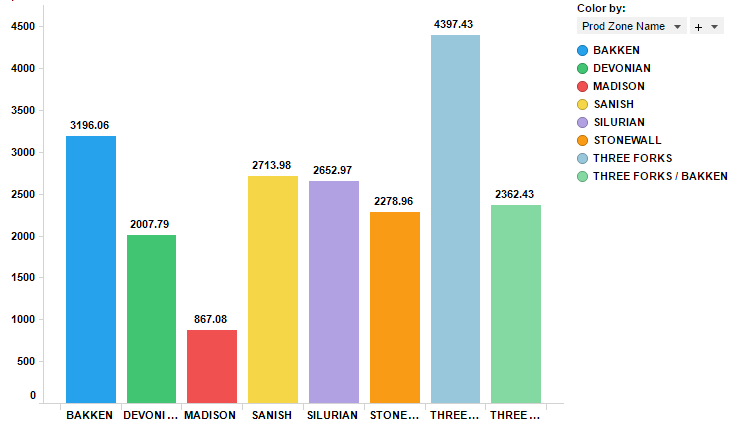 4500
4000
3500
3000
2500
2000
1500
1000
500
0
3196.06
2007.79
867.08
2713.98
2652.97
2278.96
4397.43
2362.43
BAKKEN
DEVONI...
MADISON
SANISH
SILURIAN
STONE...
THREE...
THREE...
Color by:
Prod Zone Name
+
BAKKEN
DEVONIAN
MADISON
SANISH
SILURIAN
STONEWALL
THREE FORKS
THREE FORKS / BAKKEN